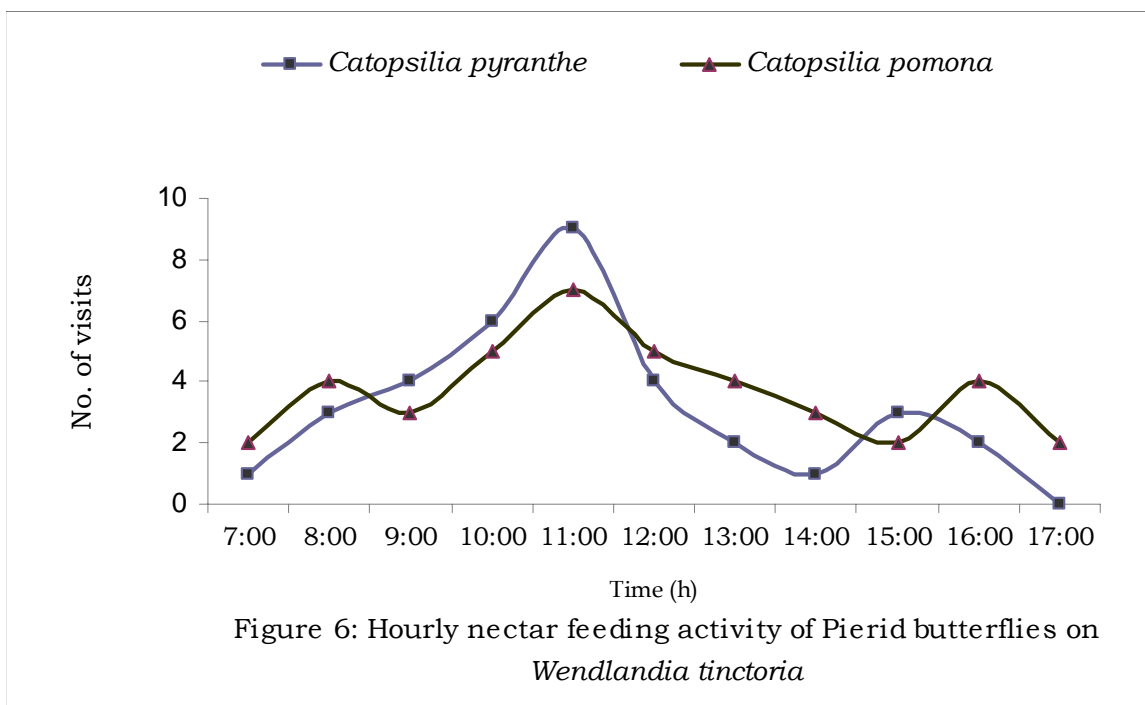 Catopsilia pyranthe Catopsilia pomona
10
8
6
4
2
0
No. of visits
7:00 8:00 9:00 10:00 11:00 12:00 13:00 14:00 15:00 16:00 17:00
Time (h)
Figure 6: Hourly nectar feeding activity of Pierid butterflies on
Wendlandia tinctoria